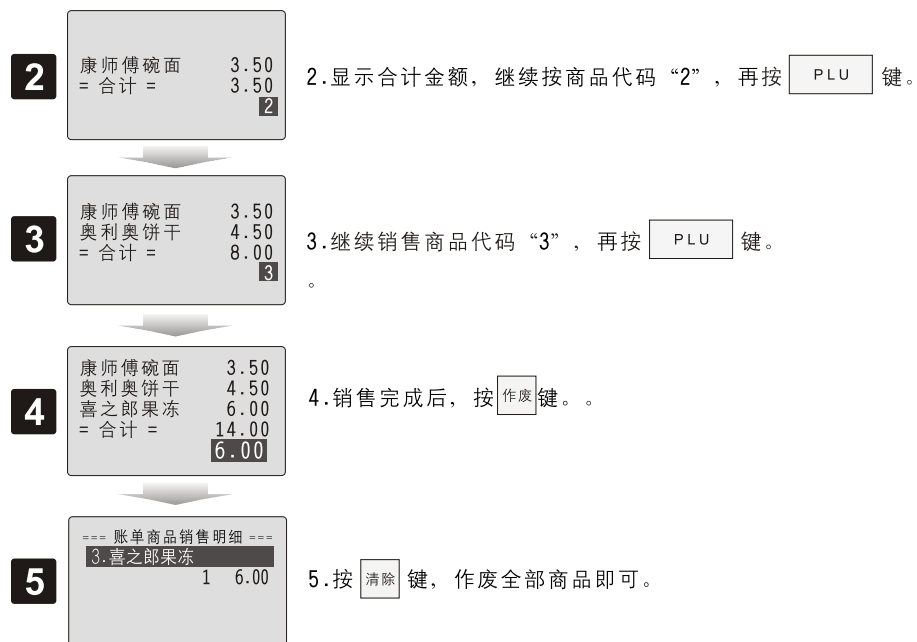 2
康师傅碗面 3.50
= 合计 = 3.50
2
2.显示合计金额，继续按商品代码“2”，再按 PLU 键。
3
康师傅碗面 3.50
奥利奥饼干 4.50
= 合计 = 8.00
3
3.继续销售商品代码“3”，再按 PLU 键。
。
4
康师傅碗面 3.50
奥利奥饼干 4.50
喜之郎果冻 6.00
= 合计 = 14.00
6.00
4.销售完成后，按 作废 键。。
5
=== 账单商品销售明细 ===
3.喜之郎果冻
1 6.00
5.按 清除 键，作废全部商品即可。